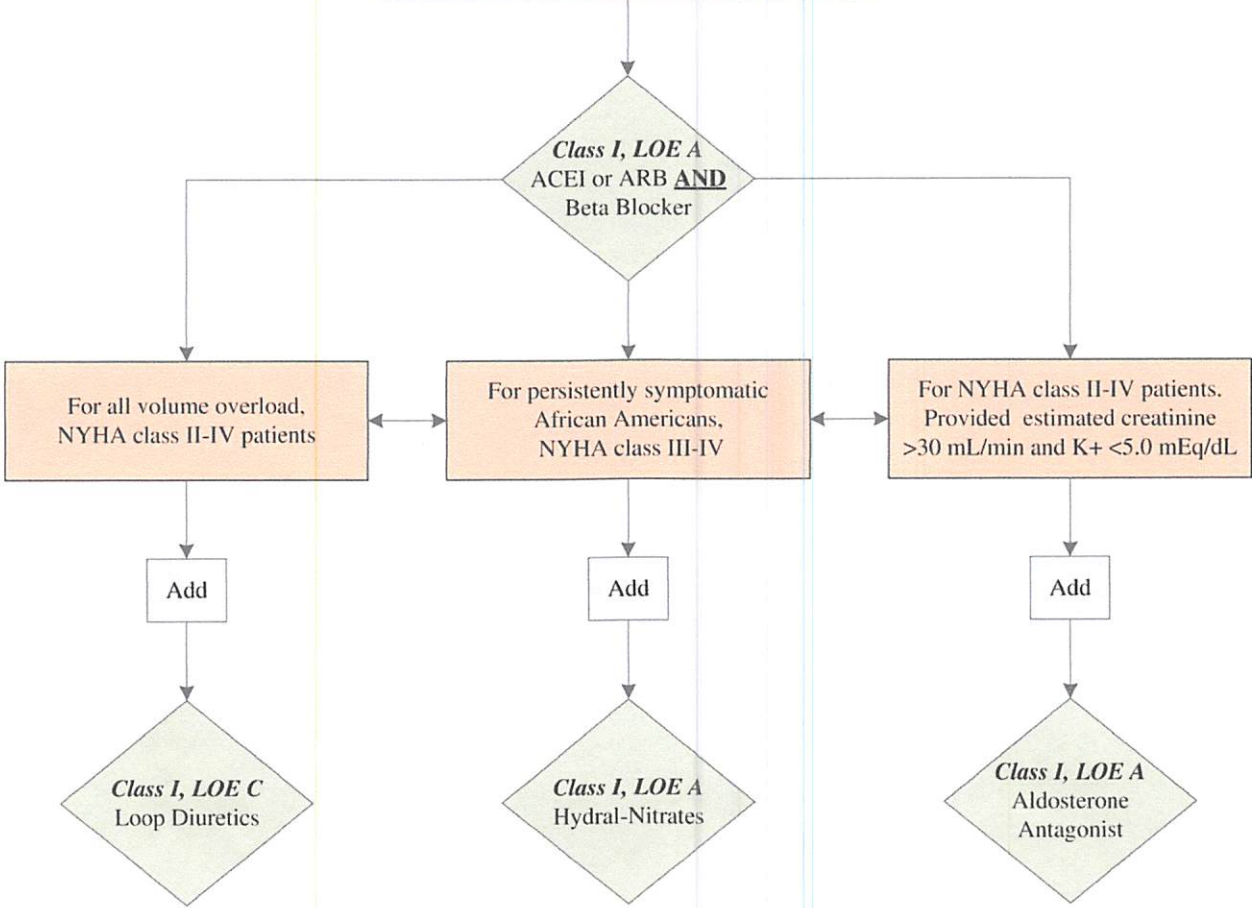 Class I, LOE A
ACEI or ARB AND
Beta Blocker
For all volume overload,
NYHA class II-IV patients
For persistently symptomatic
African Americans,
NYHA class III-IV
For NYHA class II-IV patients.
Provided estimated creatinine
>30 mL/min and K+ <5.0 mEq/dL
Add
Add
Add
Class I, LOE C
Loop Diuretics
Class I, LOE A
Hydral-Nitrates
Class I, LOE A
Aldosterone
Antagonist